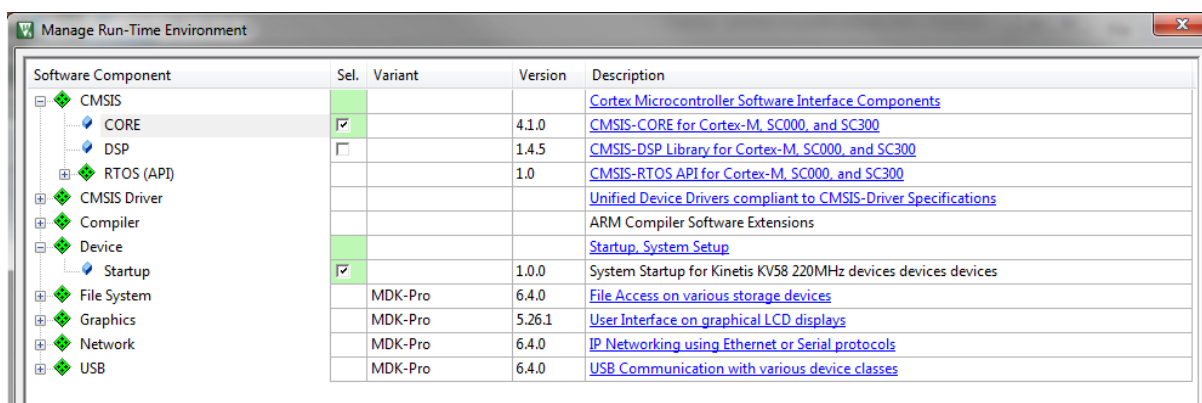 Manage Run-Time Environment
Software Component Sel. Variant Version Description
CMSIS Cortex Microcontroller Software Interface Components
CORE 4.1.0 CMSIS-CORE for Cortex-M, SC000, and SC300
DSP 1.4.5 CMSIS-DSP Library for Cortex-M, SC000, and SC300
RTOS (API) 1.0 CMSIS-RTOS API for Cortex-M, SC000, and SC300
CMSIS Driver Unified Device Drivers compliant to CMSIS-Driver Specifications
Compiler ARM Compiler Software Extensions
Device Startup, System Setup
Startup 1.0.0 System Startup for Kinetis KV58 220MHz devices devices devices
File System MDK-Pro 6.4.0 File Access on various storage devices
Graphics MDK-Pro 5.26.1 User Interface on graphical LCD displays
Network MDK-Pro 6.4.0 IP Networking using Ethernet or Serial protocols
USB MDK-Pro 6.4.0 USB Communication with various device classes